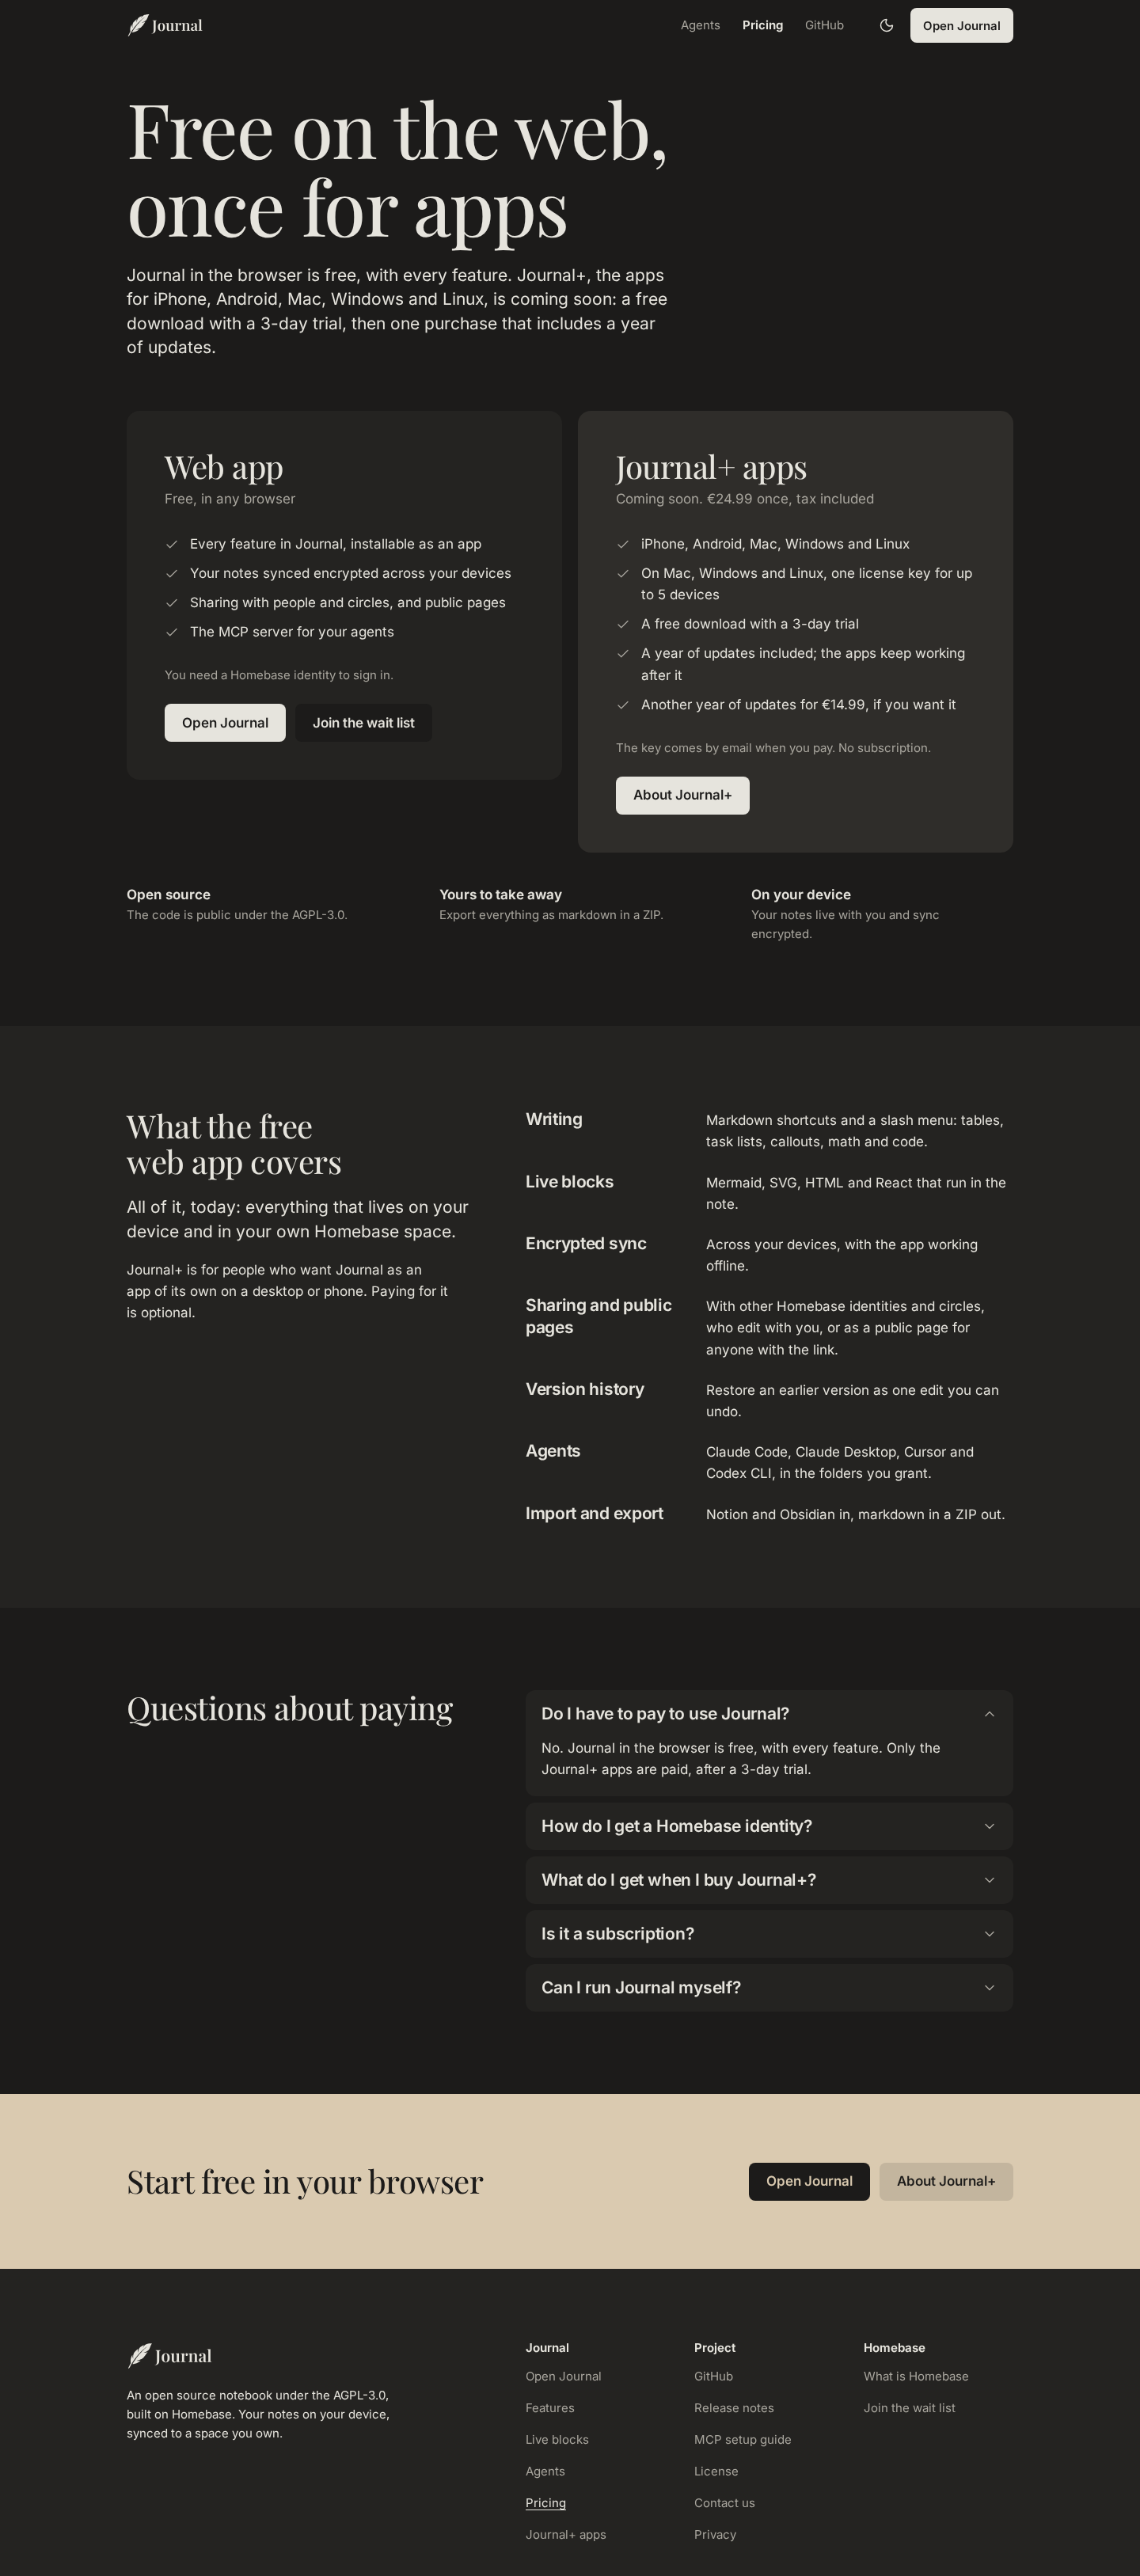 Journal
Agents
Pricing
GitHub
Open Journal
Free on the web,
once for apps
Journal in the browser is free, with every feature. Journal+, the apps
for iPhone, Android, Mac, Windows and Linux, is coming soon: a free
download with a 3-day trial, then one purchase that includes a year
of updates.
Web app
Free, in any browser
Every feature in Journal, installable as an app
Your notes synced encrypted across your devices
Sharing with people and circles, and public pages
The MCP server for your agents
You need a Homebase identity to sign in.
Open Journal
Join the wait list
Journal+ apps
Coming soon. €24.99 once, tax included
iPhone, Android, Mac, Windows and Linux
On Mac, Windows and Linux, one license key for up
to 5 devices
A free download with a 3-day trial
A year of updates included; the apps keep working
after it
Another year of updates for €14.99, if you want it
The key comes by email when you pay. No subscription.
About Journal+
Open source
The code is public under the AGPL-3.0.
Yours to take away
Export everything as markdown in a ZIP.
On your device
Your notes live with you and sync
encrypted.
What the free
web app covers
All of it, today: everything that lives on your
device and in your own Homebase space.
Journal+ is for people who want Journal as an
app of its own on a desktop or phone. Paying for it
is optional.
Writing
Markdown shortcuts and a slash menu: tables,
task lists, callouts, math and code.
Live blocks
Mermaid, SVG, HTML and React that run in the
note.
Encrypted sync
Across your devices, with the app working
offline.
Sharing and public
pages
With other Homebase identities and circles,
who edit with you, or as a public page for
anyone with the link.
Version history
Restore an earlier version as one edit you can
undo.
Agents
Claude Code, Claude Desktop, Cursor and
Codex CLI, in the folders you grant.
Import and export
Notion and Obsidian in, markdown in a ZIP out.
Questions about paying
Do I have to pay to use Journal?
No. Journal in the browser is free, with every feature. Only the
Journal+ apps are paid, after a 3-day trial.
How do I get a Homebase identity?
What do I get when I buy Journal+?
Is it a subscription?
Can I run Journal myself?
Start free in your browser
Open Journal
About Journal+
Journal
An open source notebook under the AGPL-3.0,
built on Homebase. Your notes on your device,
synced to a space you own.
Journal
Open Journal
Features
Live blocks
Agents
Pricing
Journal+ apps
Project
GitHub
Release notes
MCP setup guide
License
Contact us
Privacy
Homebase
What is Homebase
Join the wait list